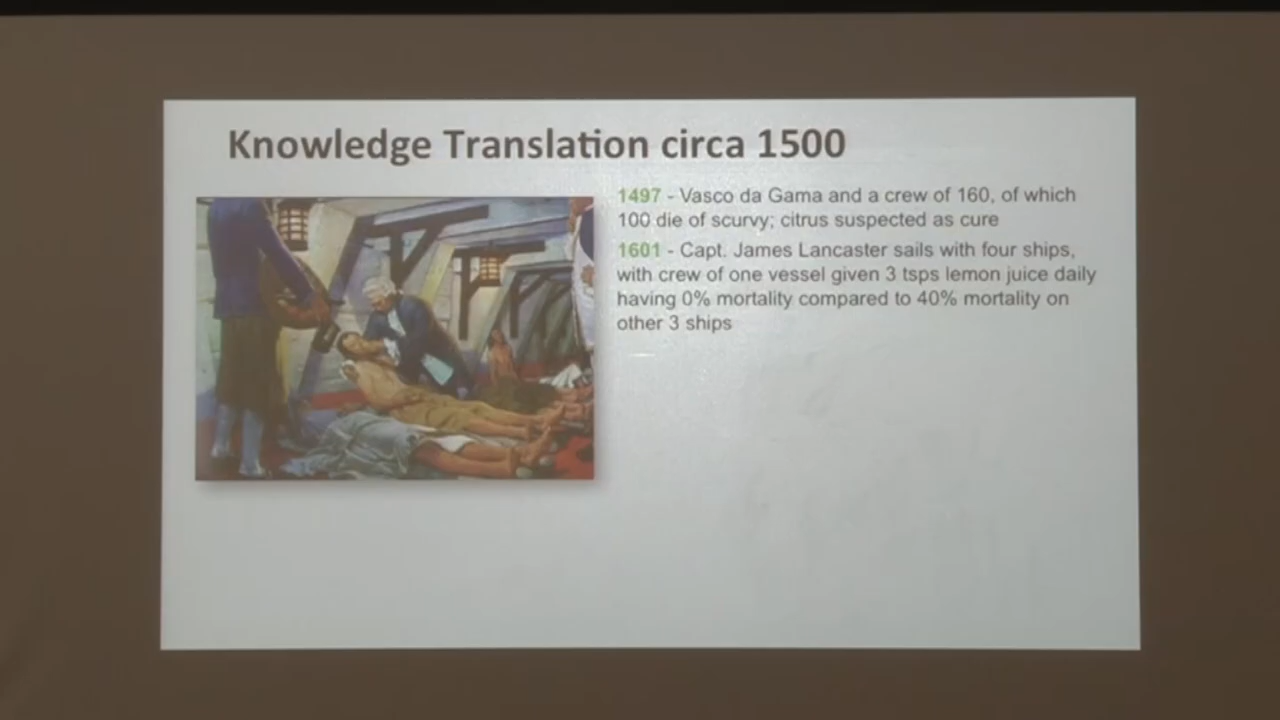 Knowledge Translation circa 1500
1497 - Vasco da Gama and a crew of 160, of which
100 die of scurvy; citrus suspected as cure
1601 - Capt. James Lancaster sails with four ships,
with crew of one vessel given 3 tsps lemon juice daily
having 0% mortality compared to 40% mortality on
other 3 ships